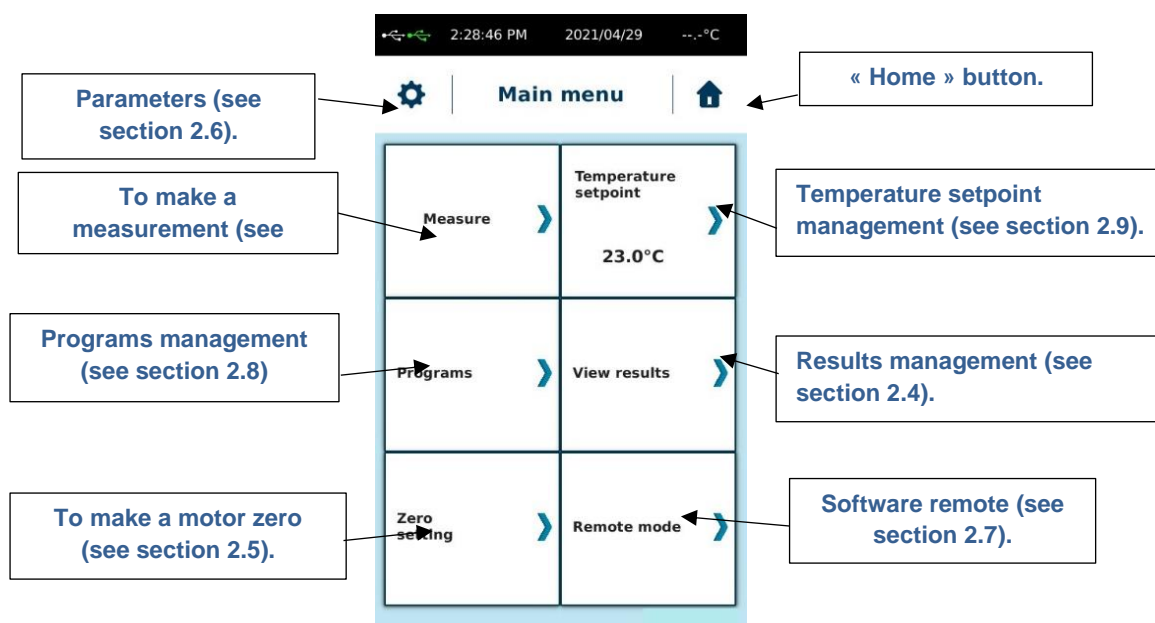 2:28:46 PM 2021/04/29 --.-°C
Main menu
« Home » button.
Parameters (see
section 2.6).
To make a
measurement (see
Measure
Temperature
setpoint
23.0°C
Temperature setpoint
management (see section 2.9).
Programs management
(see section 2.8)
Programs
View results
Results management (see
section 2.4).
To make a motor zero
(see section 2.5).
Zero
setting
Remote mode
Software remote (see
section 2.7).